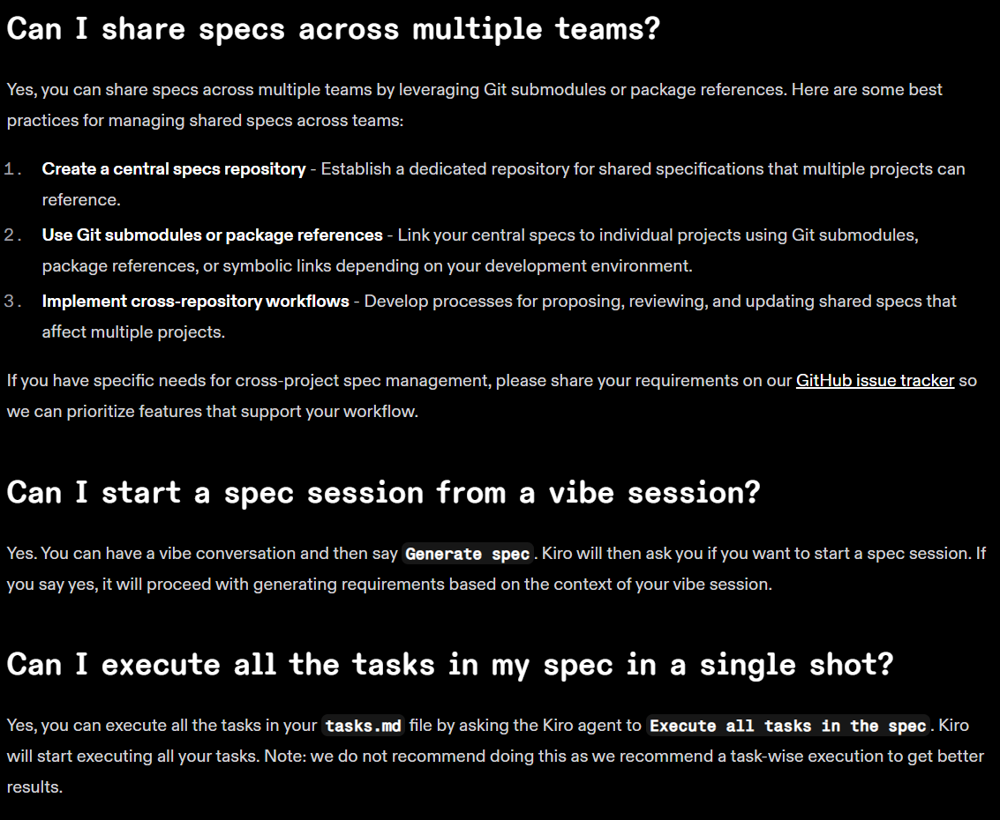 Can I share specs across multiple teams?
Yes, you can share specs across multiple teams by leveraging Git submodules or package references. Here are some best
practices for managing shared specs across teams:
1. Create a central specs repository - Establish a dedicated repository for shared specifications that multiple projects can
reference.
2. Use Git submodules or package references - Link your central specs to individual projects using Git submodules,
package references, or symbolic links depending on your development environment.
3. Implement cross-repository workflows - Develop processes for proposing, reviewing, and updating shared specs that
affect multiple projects.
If you have specific needs for cross-project spec management, please share your requirements on our GitHub issue tracker so
we can prioritize features that support your workflow.
Can I start a spec session from a vibe session?
Yes. You can have a vibe conversation and then say Generate spec. Kiro will then ask you if you want to start a spec session. If
you say yes, it will proceed with generating requirements based on the context of your vibe session.
Can I execute all the tasks in my spec in a single shot?
Yes, you can execute all the tasks in your tasks.md file by asking the Kiro agent to Execute all tasks in the spec. Kiro
will start executing all your tasks. Note: we do not recommend doing this as we recommend a task-wise execution to get better
results.